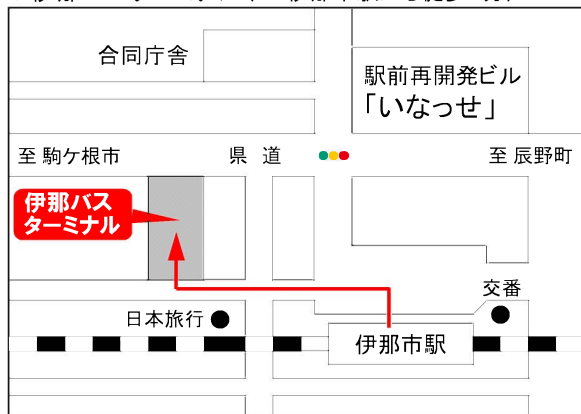 合同庁舎
駅前再開発ビル
「いなっせ」
至 駒ケ根市
県 道
至 辰野町
伊那バス
ターミナル
交番
日本旅行
伊那市駅